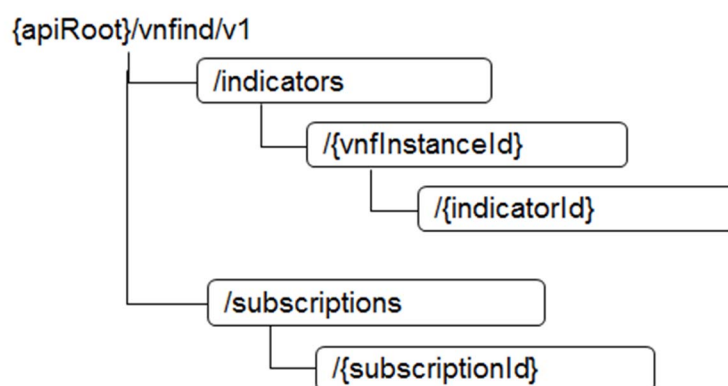 {apiRoot}/vnfind/v1
/indicators
/{vnfInstanceId}
/{indicatorId}
/subscriptions
/{subscriptionId}